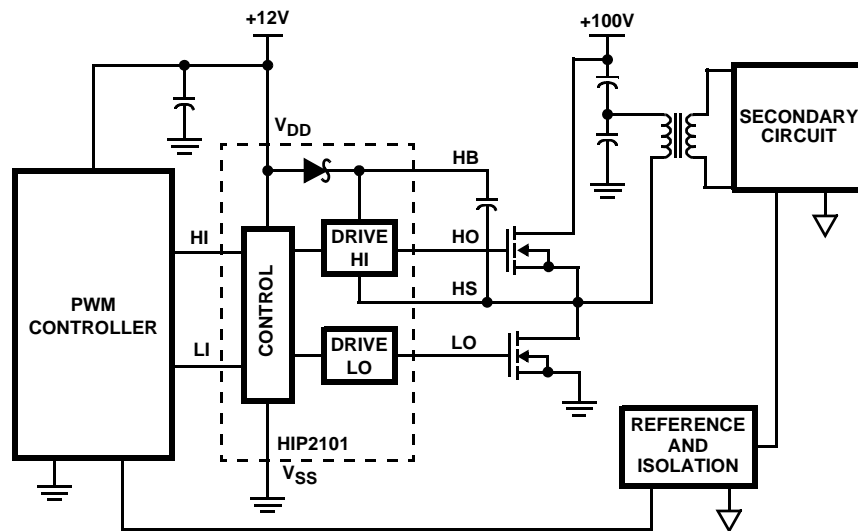 +12V
+100V
VDD
SECONDARY
CIRCUIT
HB
HI
DRIVE
HI
HO
CONTROL
HS
PWM
CONTROLLER
LI
DRIVE
LO
LO
HIP2101
VSS
REFERENCE
AND
ISOLATION